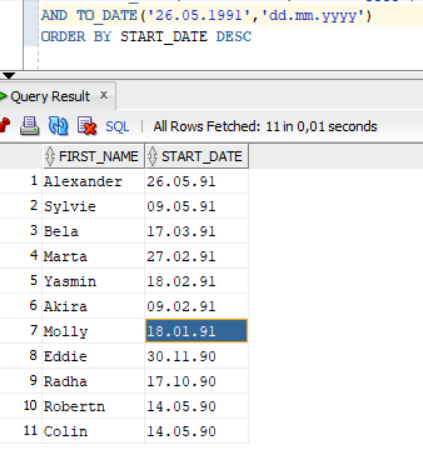 AND TO_DATE('26.05.1991','dd.mm.yyyy')
ORDER BY START_DATE DESC
Query Result x
SQL | All Rows Fetched: 11 in 0,01 seconds
FIRST_NAME START_DATE
1 Alexander 26.05.91
2 Sylvie 09.05.91
3 Bela 17.03.91
4 Marta 27.02.91
5 Yasmin 18.02.91
6 Akira 09.02.91
7 Molly 18.01.91
8 Eddie 30.11.90
9 Radha 17.10.90
10 Robertn 14.05.90
11 Colin 14.05.90